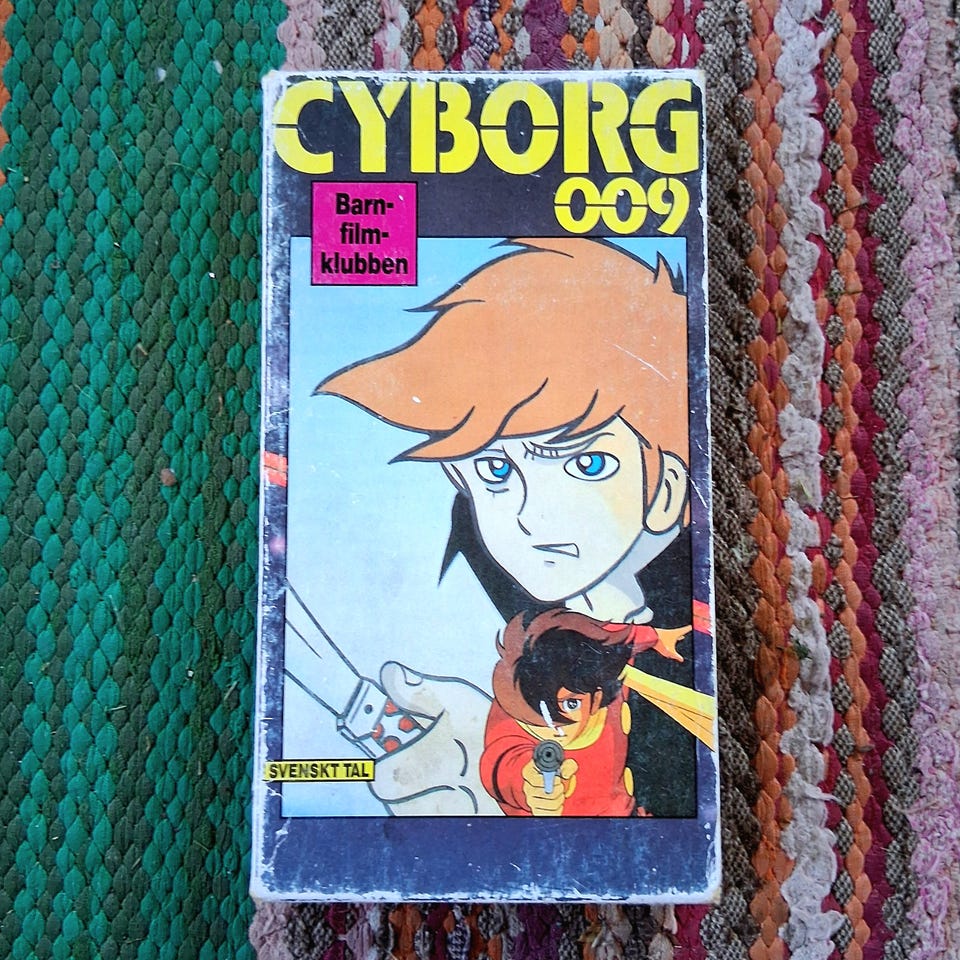 CYBORG
009
Barn-
film-
klubben
SVENSKT TAL